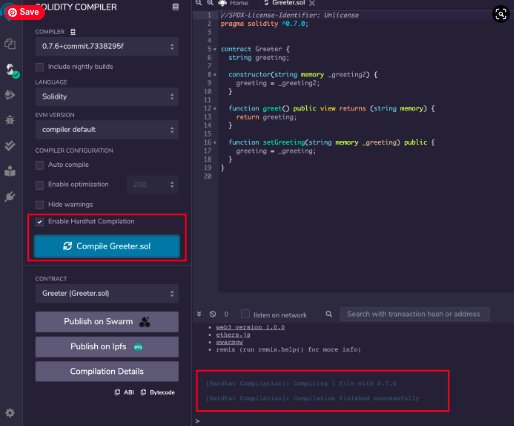 Save
SOLIDITY COMPILER
COMPILER
0.7.6+commit.7338295f
Include nightly builds
LANGUAGE
Solidity
EVM VERSION
compiler default
COMPILER CONFIGURATION
Auto compile
Enable optimization
200
Hide warnings
Enable Hardhat Compilation
Compile Greeter.sol
CONTRACT
Greeter (Greeter.sol)
Publish on Swarm
Publish on Ipfs
Compilation Details
ABI
Bytecode
Home
Greeter.sol
1 //SPDX-License-Identifier: Unlicense
2 pragma solidity ^0.7.0;
3
4
5 contract Greeter {
6 string greeting;
7
8 constructor(string memory _greeting2) {
9 greeting = _greeting2;
10 }
11
12 function greet() public view returns (string memory) {
13 return greeting;
14 }
15
16 function setGreeting(string memory _greeting) public {
17 greeting = _greeting;
18 }
19 }
20
0
listen on network
Search with transaction hash or address
web3 version 1.0.0
ethers.js
swarmgw
remix (run remix.help() for more info)
[Hardhat Compilation]: Compiling 1 file with 0.7.6
[Hardhat Compilation]: Compilation finished successfully
>